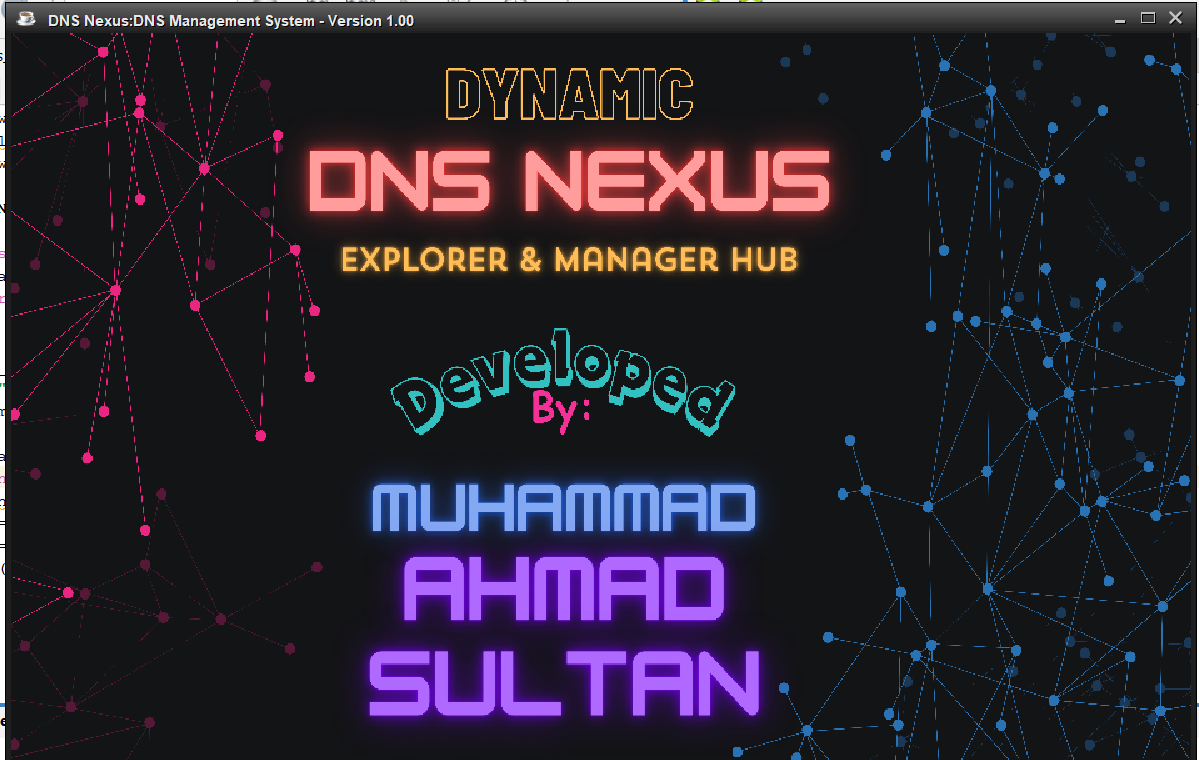 DNS Nexus:DNS Management System - Version 1.00
DYNAMIC
DNS NEXUS
EXPLORER & MANAGER HUB
Developed
By:
MUHAMMAD
AHMAD
SULTAN